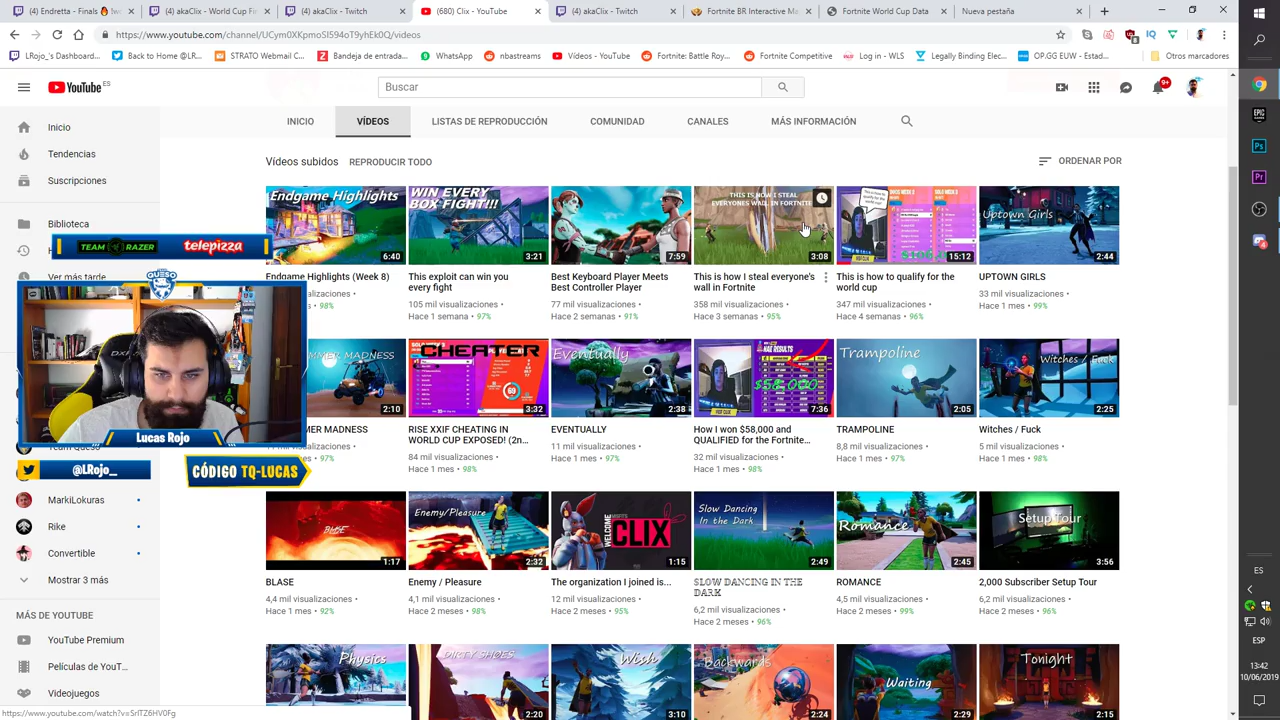 (680) Clix - YouTube
akaClix - Twitch
Fortnite World Cup Data
Nueva pestaña
https://www.youtube.com/channel/UCym0XKpmoSI594oT9yhEk0Q/videos
Back to Home @LR...
STRATO Webmail C...
Bandeja de entrada...
WhatsApp
nbastreams
Vídeos - YouTube
Fortnite: Battle Roy...
Fortnite Competitive
Log in - WLS
Legally Binding Elec...
OP.GG EUW - Estad...
Otros marcadores
YouTube ES
Buscar
9+
INICIO
VÍDEOS
LISTAS DE REPRODUCCIÓN
COMUNIDAD
CANALES
MÁS INFORMACIÓN
Inicio
Tendencias
Suscripciones
Biblioteca
Ver más tarde
TEAM RAZER
telepizza
QUESO
Lucas Rojo
@LRojo_
CÓDIGO TQ-LUCAS
MarkiLokuras
Rike
Convertible
Mostrar 3 más
MÁS DE YOUTUBE
YouTube Premium
Películas de YouT...
Videojuegos
Vídeos subidos
REPRODUCIR TODO
ORDENAR POR
Endgame Highlights
6:40
Endgame Highlights (Week 8)
98%
WIN EVERY
BOX FIGHT!!!
3:21
This exploit can win you
every fight
105 mil visualizaciones •
Hace 1 semana • 97%
7:59
Best Keyboard Player Meets
Best Controller Player
77 mil visualizaciones •
Hace 2 semanas • 91%
THIS IS HOW I STEAL
EVERYONES WALL IN FORTNITE
3:08
This is how I steal everyone's
wall in Fortnite
358 mil visualizaciones •
Hace 3 semanas • 95%
15:12
This is how to qualify for the
world cup
347 mil visualizaciones •
Hace 4 semanas • 96%
Uptown Girls
2:44
UPTOWN GIRLS
33 mil visualizaciones •
Hace 1 mes • 99%
MMER MADNESS
2:10
MER MADNESS
97%
CHEATER
3:32
RISE XXIF CHEATING IN
WORLD CUP EXPOSED! (2n...
84 mil visualizaciones •
Hace 1 mes • 98%
Eventually
2:38
EVENTUALLY
11 mil visualizaciones •
Hace 1 mes • 97%
$58,000
7:36
How I won $58,000 and
QUALIFIED for the Fortnite...
32 mil visualizaciones •
Hace 1 mes • 98%
Trampoline
2:05
TRAMPOLINE
8,8 mil visualizaciones •
Hace 1 mes • 97%
Witches / Fuck
2:25
Witches / Fuck
5 mil visualizaciones •
Hace 1 mes • 98%
BLASE
1:17
BLASE
4,4 mil visualizaciones •
Hace 1 mes • 92%
Enemy/Pleasure
2:32
Enemy / Pleasure
4,1 mil visualizaciones •
Hace 2 meses • 98%
WELCOME
CLIX
1:15
The organization I joined is...
12 mil visualizaciones •
Hace 2 meses • 95%
Slow Dancing
In the Dark
2:49
SLOW DANCING IN THE
DARK
6,2 mil visualizaciones •
Hace 2 meses • 96%
Romance
2:45
ROMANCE
4,5 mil visualizaciones •
Hace 2 meses • 99%
Setup Tour
3:56
2,000 Subscriber Setup Tour
6,2 mil visualizaciones •
Hace 2 meses • 96%
Physics
DIRTY SHOES
2:20
Wish
3:10
Backwards
2:24
Waiting
2:29
Tonight
2:15
ES
ESP
13:42
10/06/2019
https://www.youtube.com/watch?v=SrITZ6HV0Fg